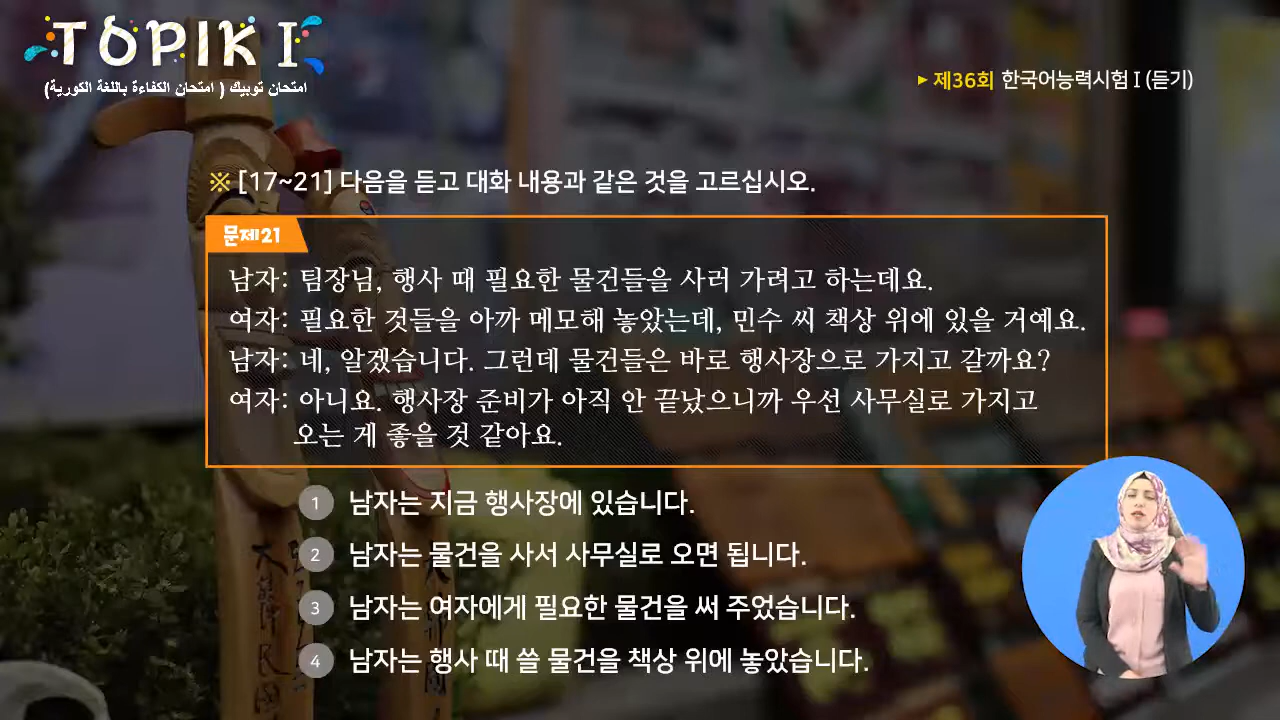 TOPIK I
امتحان توبيك ( امتحان الكفاءة باللغة الكورية)
▸ 제36회 한국어능력시험 I (듣기)
※ [17~21] 다음을 듣고 대화 내용과 같은 것을 고르십시오.
문제21
남자: 팀장님, 행사 때 필요한 물건들을 사러 가려고 하는데요.
여자: 필요한 것들을 아까 메모해 놓았는데, 민수 씨 책상 위에 있을 거예요.
남자: 네, 알겠습니다. 그런데 물건들은 바로 행사장으로 가지고 갈까요?
여자: 아니요. 행사장 준비가 아직 안 끝났으니까 우선 사무실로 가지고
오는 게 좋을 것 같아요.
1 남자는 지금 행사장에 있습니다.
2 남자는 물건을 사서 사무실로 오면 됩니다.
3 남자는 여자에게 필요한 물건을 써 주었습니다.
4 남자는 행사 때 쓸 물건을 책상 위에 놓았습니다.